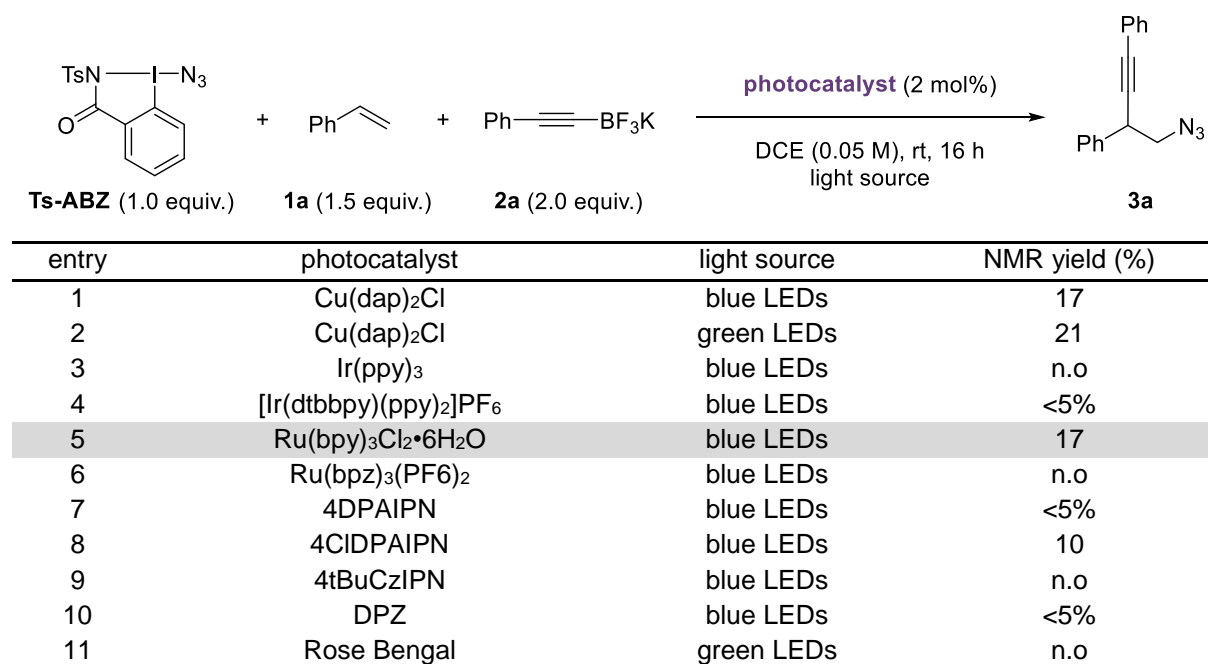 Ph
TsN I N₃
O
+
Ph
+
Ph BF₃K
photocatalyst (2 mol%)
DCE (0.05 M), rt, 16 h
light source
Ph
Ph N₃
Ts-ABZ (1.0 equiv.) 1a (1.5 equiv.) 2a (2.0 equiv.) 3a
entry photocatalyst light source NMR yield (%)
1 Cu(dap)₂Cl blue LEDs 17
2 Cu(dap)₂Cl green LEDs 21
3 Ir(ppy)₃ blue LEDs n.o
4 [Ir(dtbbpy)(ppy)₂]PF₆ blue LEDs <5%
5 Ru(bpy)₃Cl₂•6H₂O blue LEDs 17
6 Ru(bpz)₃(PF6)₂ blue LEDs n.o
7 4DPAIPN blue LEDs <5%
8 4ClDPAIPN blue LEDs 10
9 4tBuCzIPN blue LEDs n.o
10 DPZ blue LEDs <5%
11 Rose Bengal green LEDs n.o